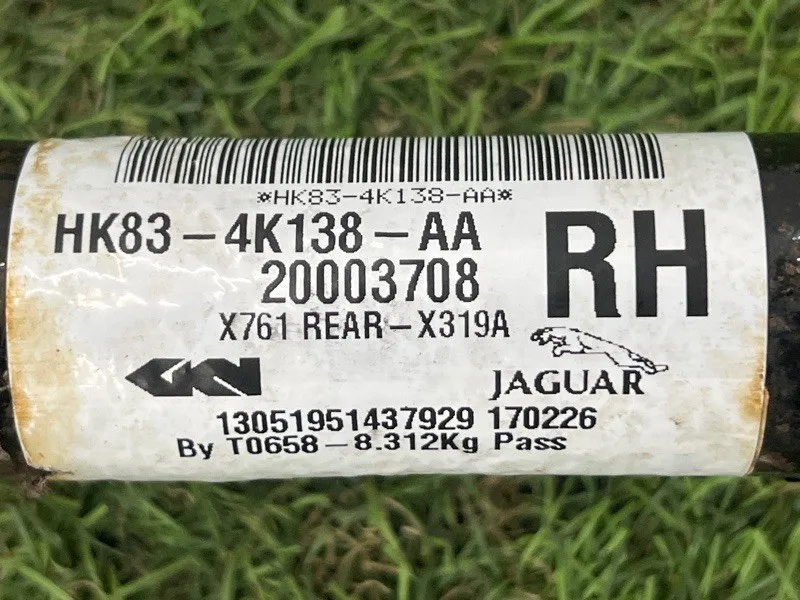 *HK83-4K138-AA*
HK83-4K138-AA
RH
20003708
X761 REAR-X319A
GKN
JAGUAR
13051951437929 170226
By T0658-8.312Kg Pass